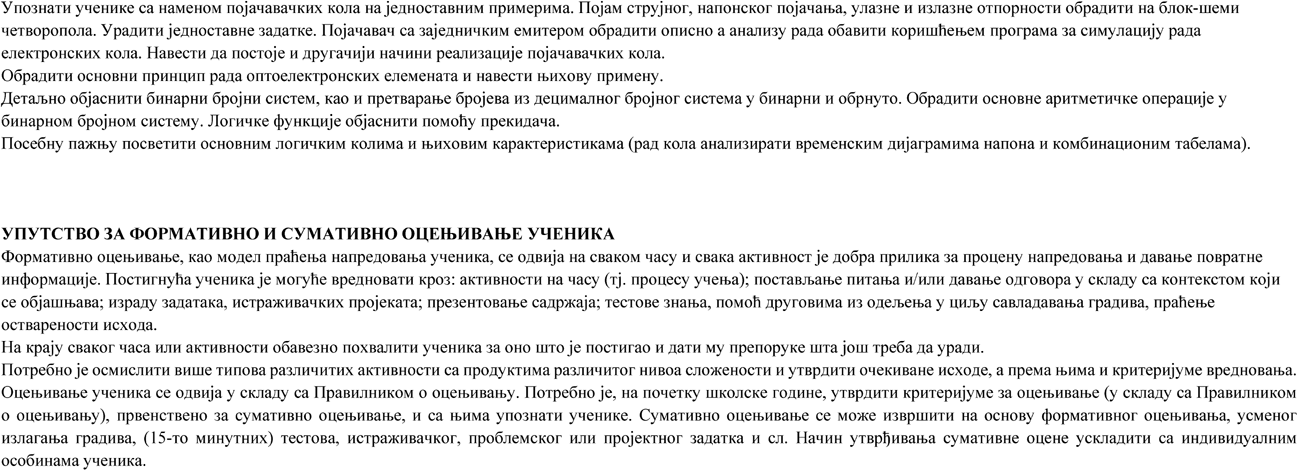 Упознати ученике са наменом појачавачких кола на једноставним примерима. Појам струјног, напонског појачања, улазне и излазне отпорности обрадити на блок-шеми
четворопола. Урадити једноставне задатке. Појачавач са заједничким емитером обрадити описно а анализу рада обавити коришћењем програма за симулацију рада
електронских кола. Навести да постоје и другачији начини реализације појачавачких кола.
Обрадити основни принцип рада оптоелектронских елемената и навести њихову примену.
Детаљно објаснити бинарни бројни систем, као и претварање бројева из децималног бројног система у бинарни и обрнуто. Обрадити основне аритметичке операције у
бинарном бројном систему. Логичке функције објаснити помоћу прекидача.
Посебну пажњу посветити основним логичким колима и њиховим карактеристикама (рад кола анализирати временским дијаграмима напона и комбинационим табелама).
УПУТСТВО ЗА ФОРМАТИВНО И СУМАТИВНО ОЦЕЊИВАЊЕ УЧЕНИКА
Формативно оцењивање, као модел праћења напредовања ученика, се одвија на сваком часу и свака активност је добра прилика за процену напредовања и давање повратне
информације. Постигнућа ученика је могуће вредновати кроз: активности на часу (тј. процесу учења); постављање питања и/или давање одговора у складу са контекстом који
се објашњава; израду задатака, истраживачких пројеката; презентовање садржаја; тестове знања, помоћ друговима из одељења у циљу савладавања градива, праћење
остварености исхода.
На крају сваког часа или активности обавезно похвалити ученика за оно што је постигао и дати му препоруке шта још треба да уради.
Потребно је осмислити више типова различитих активности са продуктима различитог нивоа сложености и утврдити очекиване исходе, а према њима и критеријуме вредновања.
Оцењивање ученика се одвија у складу са Правилником о оцењивању. Потребно је, на почетку школске године, утврдити критеријуме за оцењивање (у складу са Правилником
о оцењивању), првенствено за сумативно оцењивање, и са њима упознати ученике. Сумативно оцењивање се може извршити на основу формативног оцењивања, усменог
излагања градива, (15-то минутних) тестова, истраживачког, проблемског или пројектног задатка и сл. Начин утврђивања сумативне оцене ускладити са индивидуалним
особинама ученика.